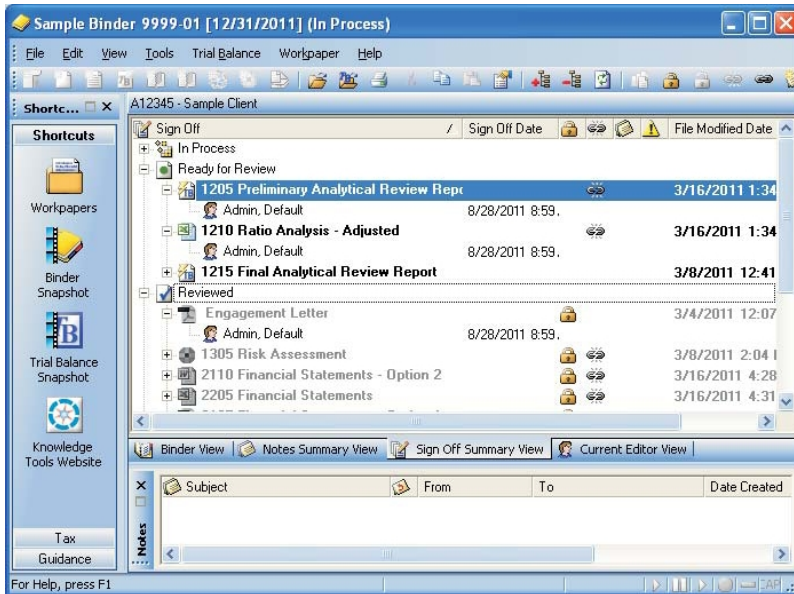 Sample Binder 9999-01 [12/31/2011] (In Process)
File Edit View Tools Trial Balance Workpaper Help
Shortc...
A12345 - Sample Client
Shortcuts
Workpapers
Binder
Snapshot
Trial Balance
Snapshot
Knowledge
Tools Website
Tax
Guidance
Sign Off / Sign Off Date File Modified Date
In Process
Ready for Review
1205 Preliminary Analytical Review Repo 3/16/2011 1:34
Admin, Default 8/28/2011 8:59.
1210 Ratio Analysis - Adjusted 3/16/2011 1:34
Admin, Default 8/28/2011 8:59.
1215 Final Analytical Review Report 3/8/2011 12:41
Reviewed
Engagement Letter 3/4/2011 12:07
Admin, Default 8/28/2011 8:59.
1305 Risk Assessment 3/8/2011 2:04
2110 Financial Statements - Option 2 3/16/2011 4:28
2205 Financial Statements 3/16/2011 4:31
Binder View Notes Summary View Sign Off Summary View Current Editor View
Notes
Subject From To Date Created
For Help, press F1